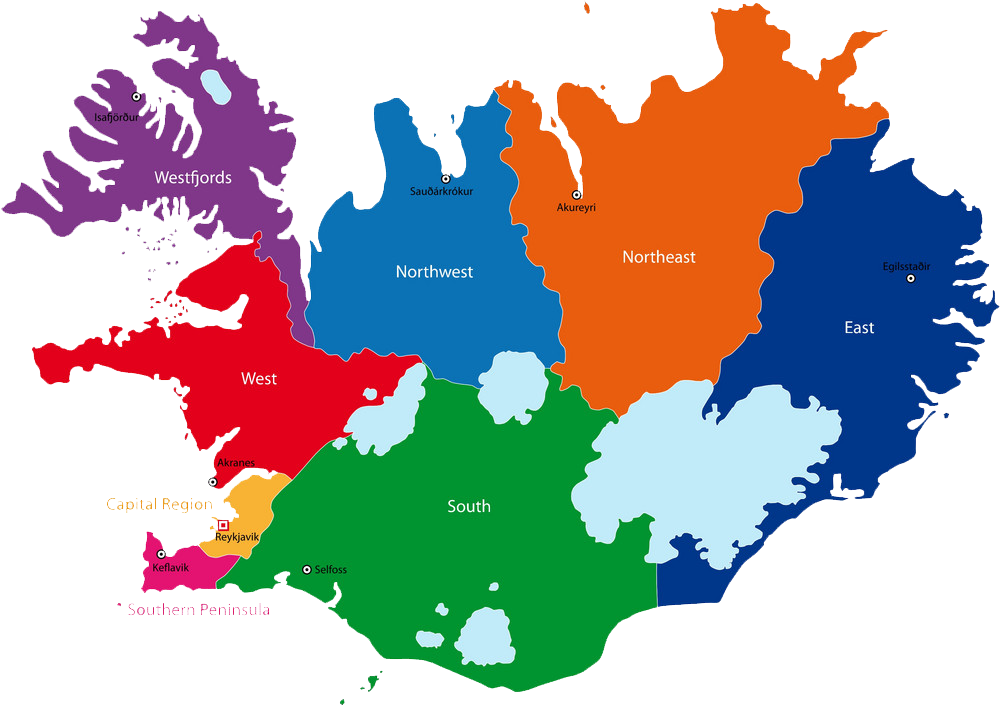 Isafjörður
Westfjords
Sauðárkrókur
Akureyri
Northwest
Northeast
Egilsstaðir
East
West
Akranes
Capital Region
South
Reykjavik
Keflavik
Selfoss
* Southern Peninsula